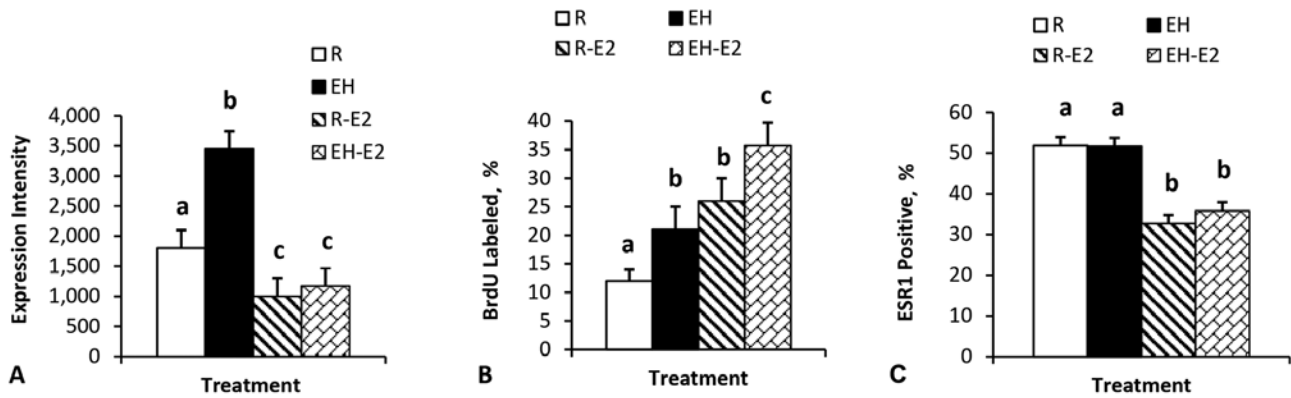 R
EH
R-E2
EH-E2
Expression Intensity
4,000
3,500
3,000
2,500
2,000
1,500
1,000
500
0
a
b
c
c
Treatment
A
R EH
R-E2 EH-E2
BrdU Labeled, %
40
35
30
25
20
15
10
5
0
a
b
b
c
Treatment
B
R EH
R-E2 EH-E2
ESR1 Positive, %
60
50
40
30
20
10
0
a
a
b
b
Treatment
C